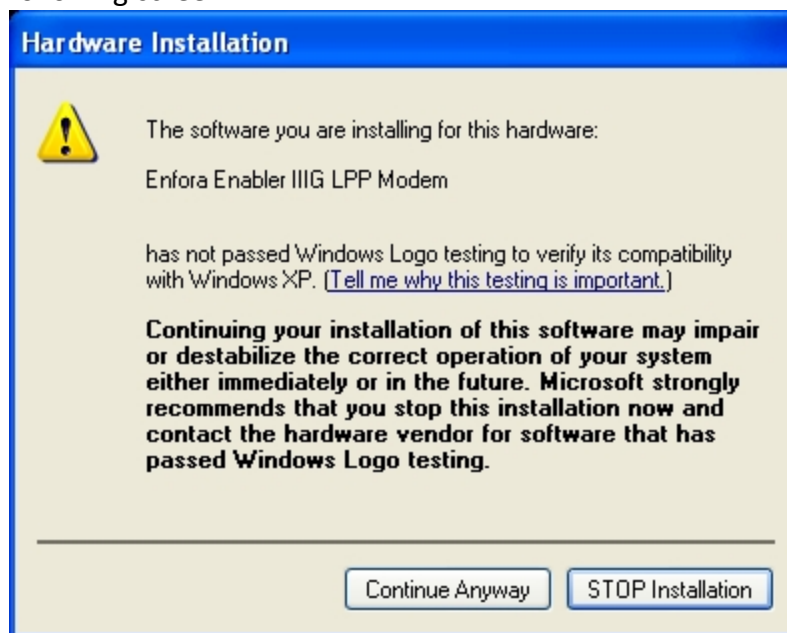 Hardware Installation
The software you are installing for this hardware:
Enfora Enabler IIIG LPP Modem
has not passed Windows Logo testing to verify its compatibility
with Windows XP. (Tell me why this testing is important.)
Continuing your installation of this software may impair
or destabilize the correct operation of your system
either immediately or in the future. Microsoft strongly
recommends that you stop this installation now and
contact the hardware vendor for software that has
passed Windows Logo testing.
Continue Anyway
STOP Installation